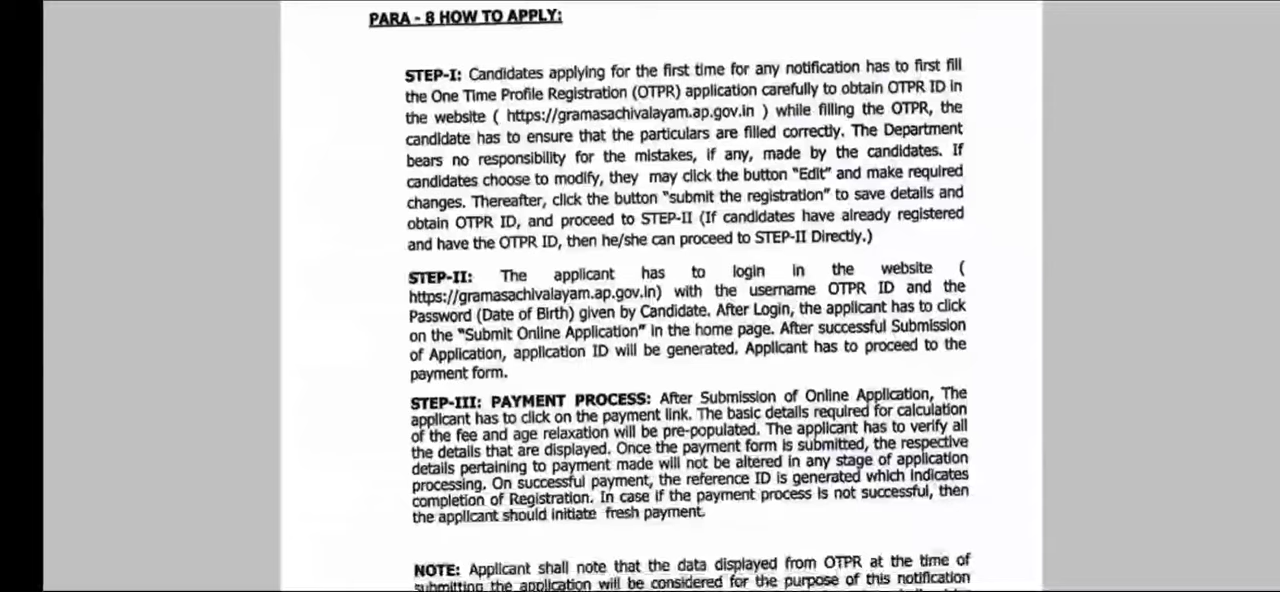 PARA - 8 HOW TO APPLY:
STEP-I: Candidates applying for the first time for any notification has to first fill
the One Time Profile Registration (OTPR) application carefully to obtain OTPR ID in
the website ( https://gramasachivalayam.ap.gov.in ) while filling the OTPR, the
candidate has to ensure that the particulars are filled correctly. The Department
bears no responsibility for the mistakes, if any, made by the candidates. If
candidates choose to modify, they may click the button "Edit" and make required
changes. Thereafter, click the button "submit the registration" to save details and
obtain OTPR ID, and proceed to STEP-II (If candidates have already registered
and have the OTPR ID, then he/she can proceed to STEP-II Directly.)
STEP-II: The applicant has to login in the website (
https://gramasachivalayam.ap.gov.in) with the username OTPR ID and the
Password (Date of Birth) given by Candidate. After Login, the applicant has to click
on the "Submit Online Application" in the home page. After successful Submission
of Application, application ID will be generated. Applicant has to proceed to the
payment form.
STEP-III: PAYMENT PROCESS: After Submission of Online Application, The
applicant has to click on the payment link. The basic details required for calculation
of the fee and age relaxation will be pre-populated. The applicant has to verify all
the details that are displayed. Once the payment form is submitted, the respective
details pertaining to payment made will not be altered in any stage of application
processing. On successful payment, the reference ID is generated which indicates
completion of Registration. In case if the payment process is not successful, then
the applicant should initiate fresh payment.
NOTE: Applicant shall note that the data displayed from OTPR at the time of
submitting the application will be considered for the purpose of this notification